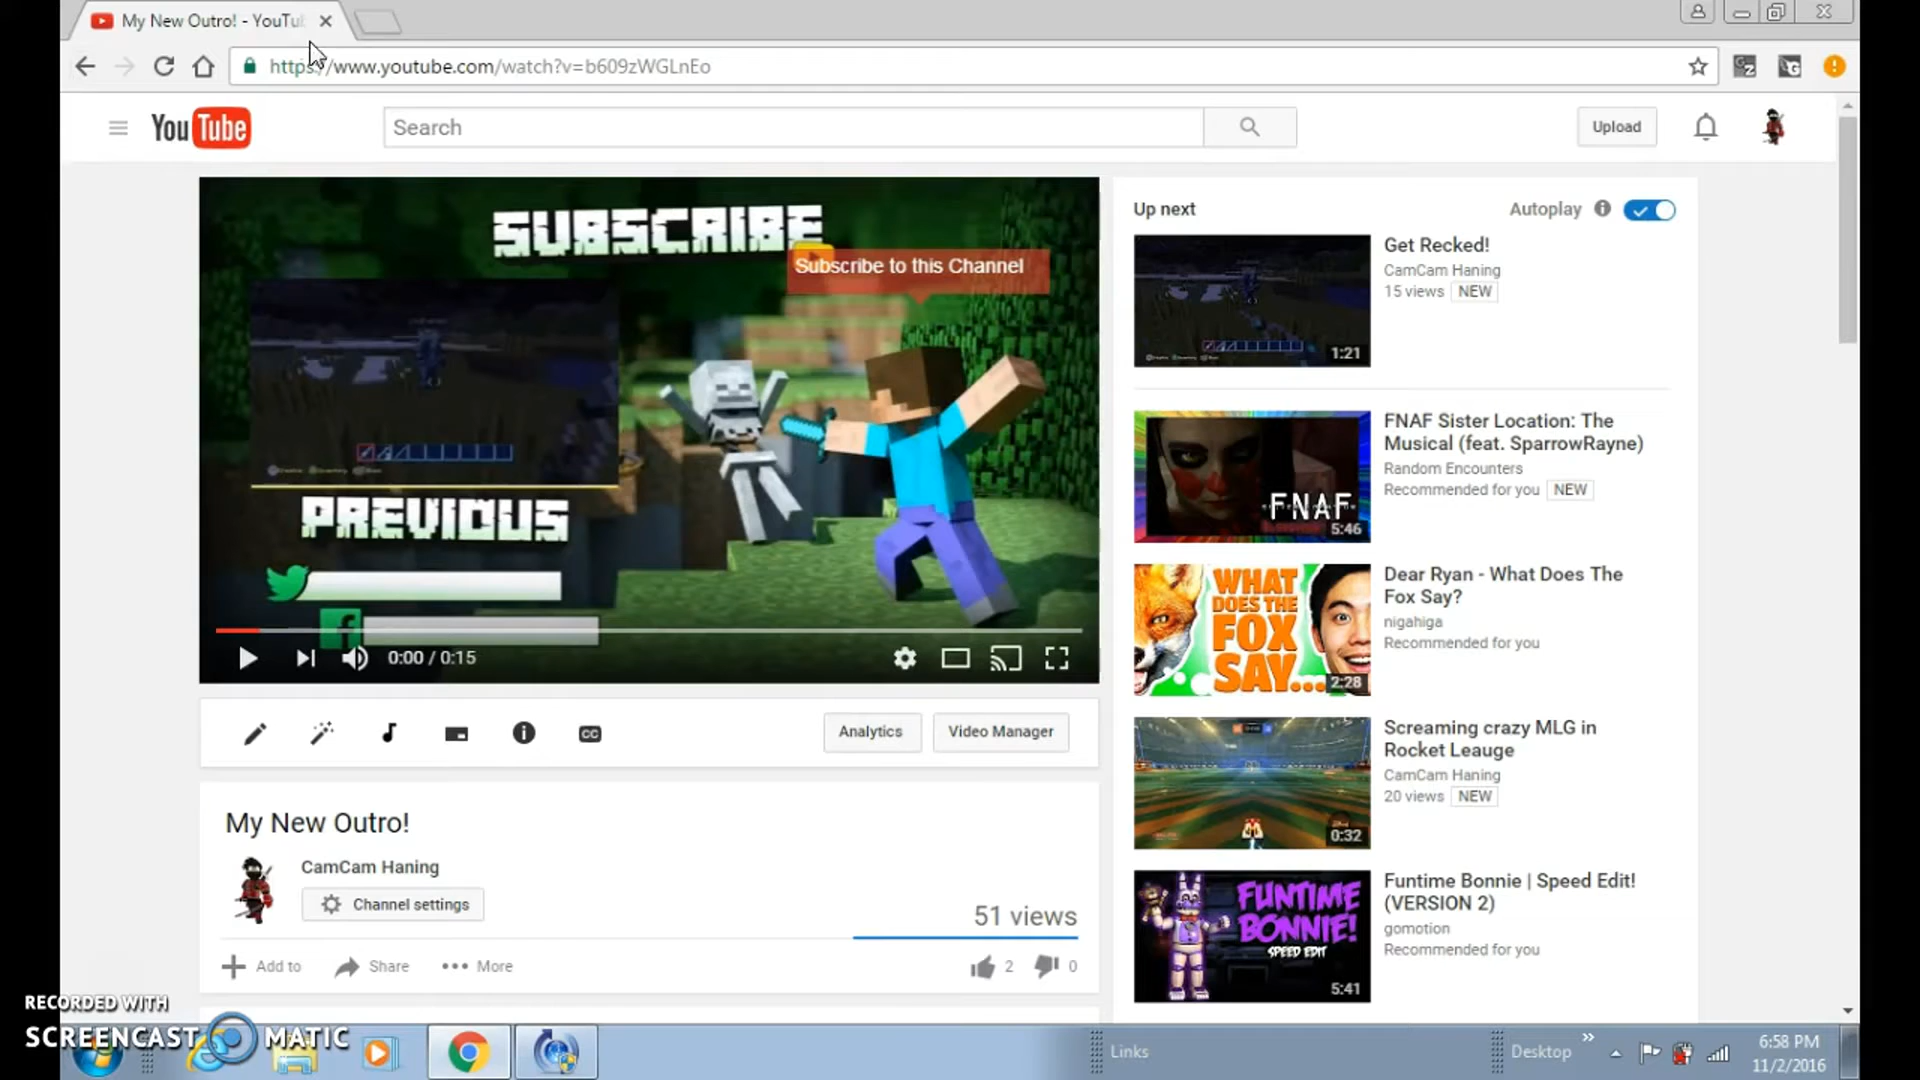 My New Outro! - YouTu
https://www.youtube.com/watch?v=b609zWGLnEo
YouTube
Search
Upload
SUBSCRIBE
Subscribe to this Channel
PREVIOUS
0:00 / 0:15
Analytics
Video Manager
My New Outro!
CamCam Haning
Channel settings
51 views
Add to
Share
More
2
0
Up next
Autoplay
Get Recked!
CamCam Haning
15 views NEW
1:21
FNAF Sister Location: The
Musical (feat. SparrowRayne)
Random Encounters
Recommended for you NEW
FNAF
5:46
Dear Ryan - What Does The
Fox Say?
nigahiga
Recommended for you
WHAT
DOES THE
FOX
SAY...
2:28
Screaming crazy MLG in
Rocket Leauge
CamCam Haning
20 views NEW
0:32
Funtime Bonnie | Speed Edit!
(VERSION 2)
gomotion
Recommended for you
FUNTIME
BONNIE!
SPEED EDIT
5:41
RECORDED WITH
SCREENCAST MATIC
Links
Desktop
6:58 PM
11/2/2016